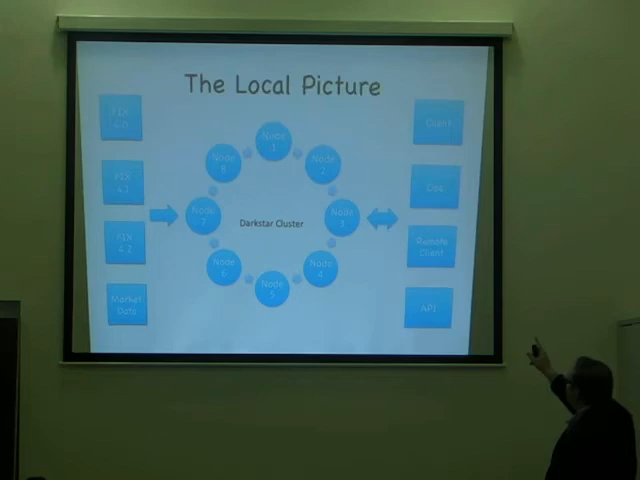 The Local Picture
FIX
4.0
FIX
4.1
FIX
4.2
Market
Data
Node
1
Node
2
Node
3
Node
4
Node
5
Node
6
Node
7
Node
8
Darkstar Cluster
Client
Remote
Client
API